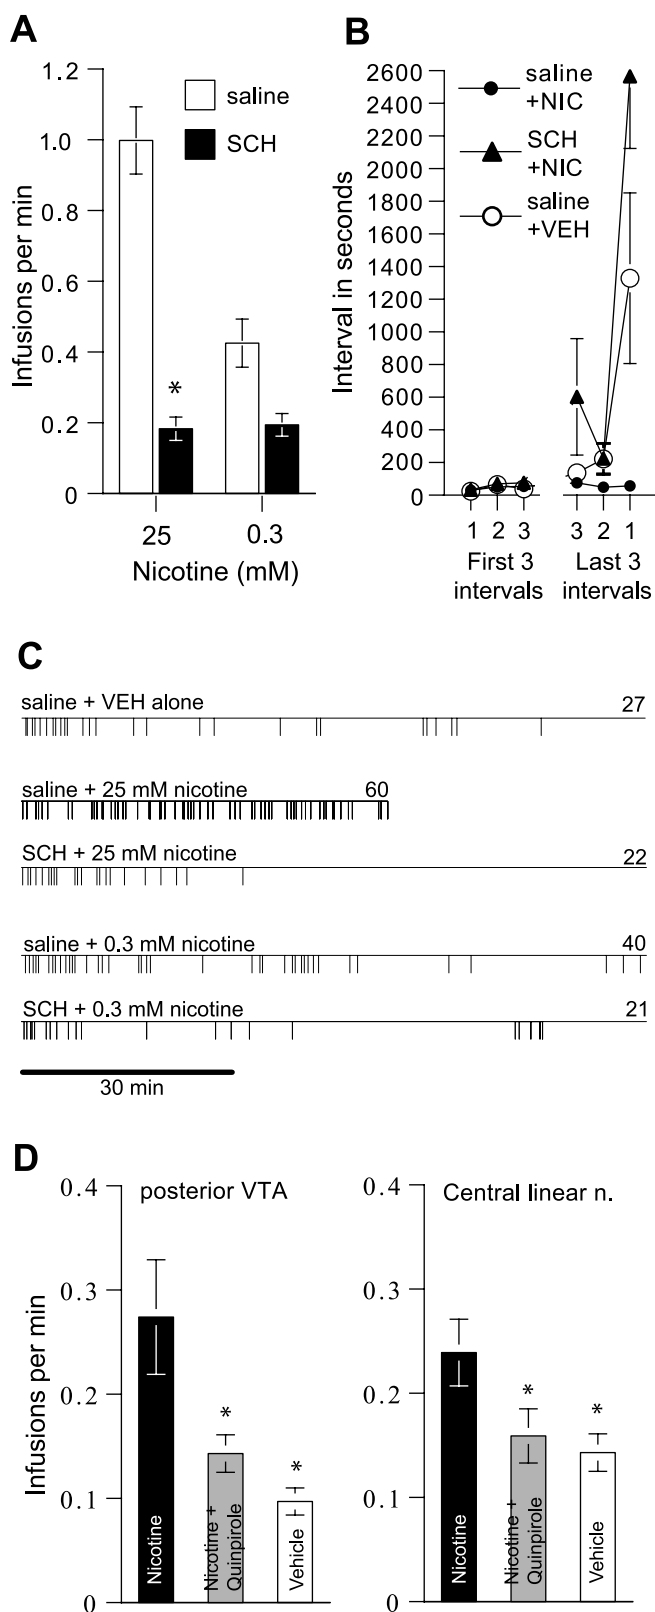 A
1.2
1.0
0.8
0.6
0.4
0.2
0
Infusions per min
saline
SCH
*
25
0.3
Nicotine (mM)
B
2600
2400
2200
2000
1800
1600
1400
1200
1000
800
600
400
200
0
Interval in seconds
saline
+NIC
SCH
+NIC
saline
+VEH
1 2 3
First 3
intervals
3 2 1
Last 3
intervals
C
saline + VEH alone
27
saline + 25 mM nicotine
60
SCH + 25 mM nicotine
22
saline + 0.3 mM nicotine
40
SCH + 0.3 mM nicotine
21
30 min
D
posterior VTA
0.4
0.3
0.2
0.1
0
Infusions per min
*
*
Nicotine
Nicotine +
Quinpirole
Vehicle
Central linear n.
0.4
0.3
0.2
0.1
0
*
*
Nicotine
Nicotine +
Quinpirole
Vehicle